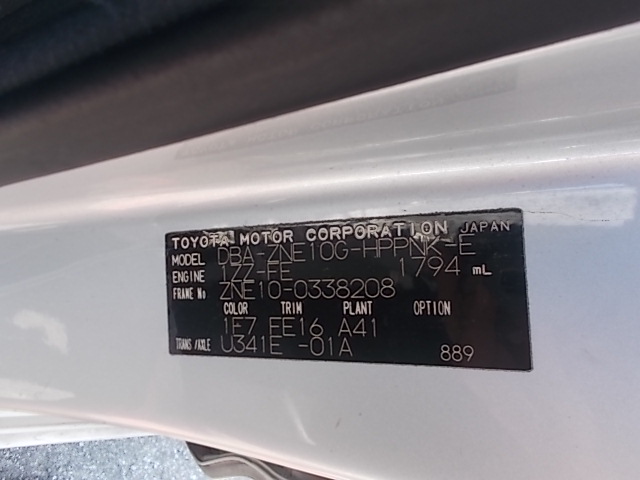 TOYOTA MOTOR CORPORATION JAPAN
MODEL DBA-ZNE10G-HPPNK-E
ENGINE 1ZZ-FE 1794 mL
FRAME No ZNE10-0338208
COLOR TRIM PLANT OPTION
1E7 FE16 A41
TRANS/AXLE U341E -01A 889